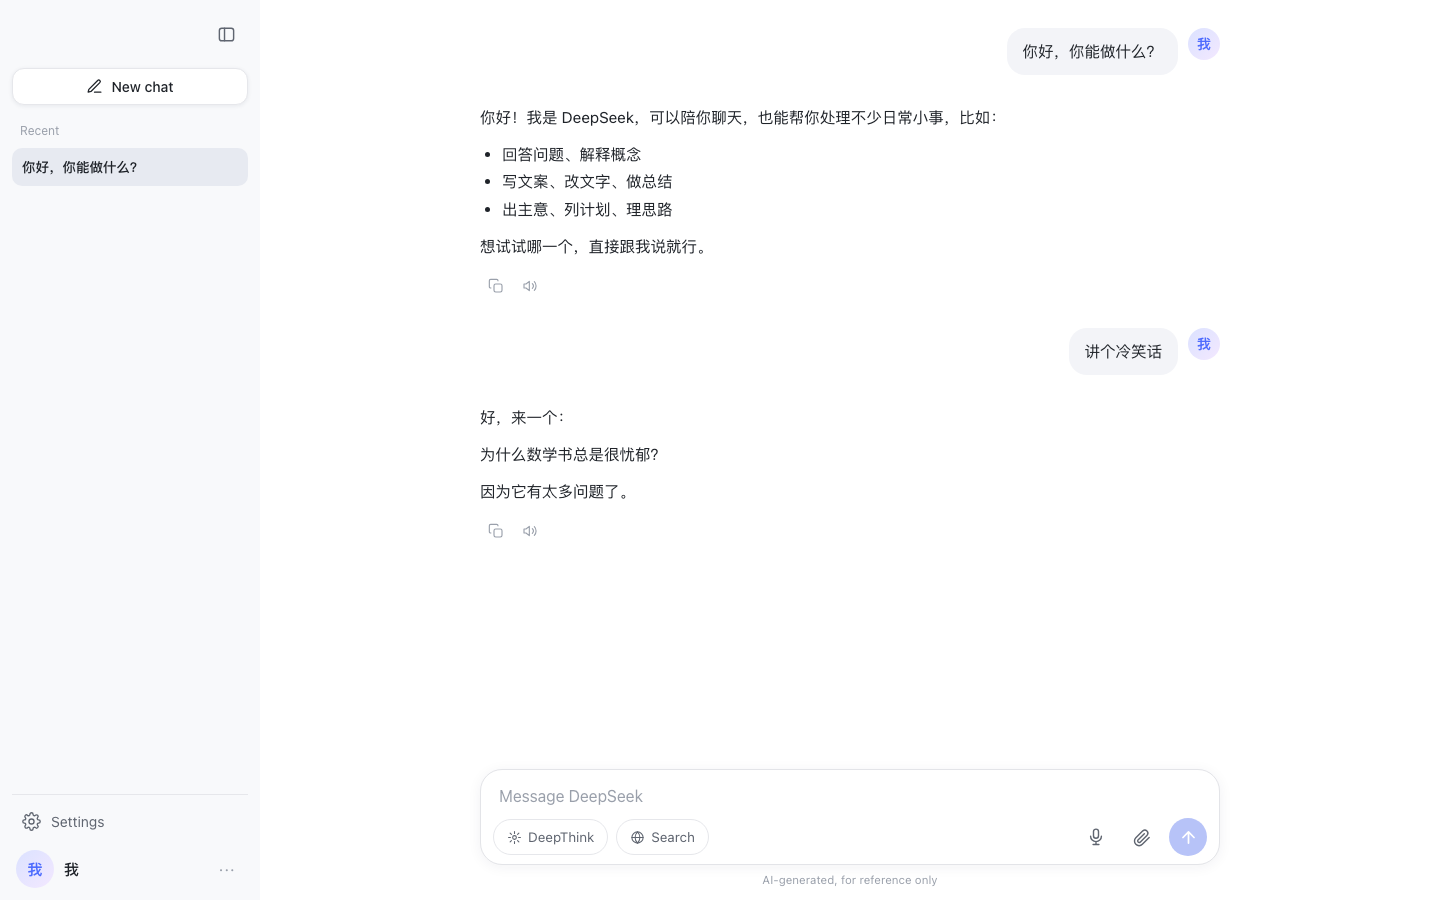 New chat
Recent
你好，你能做什么?
Settings
我 我
你好，你能做什么?
我
你好！我是 DeepSeek，可以陪你聊天，也能帮你处理不少日常小事，比如：
• 回答问题、解释概念
• 写文案、改文字、做总结
• 出主意、列计划、理思路
想试试哪一个，直接跟我说就行。
讲个冷笑话
我
好，来一个：
为什么数学书总是很忧郁?
因为它有太多问题了。
Message DeepSeek
DeepThink Search
AI-generated, for reference only